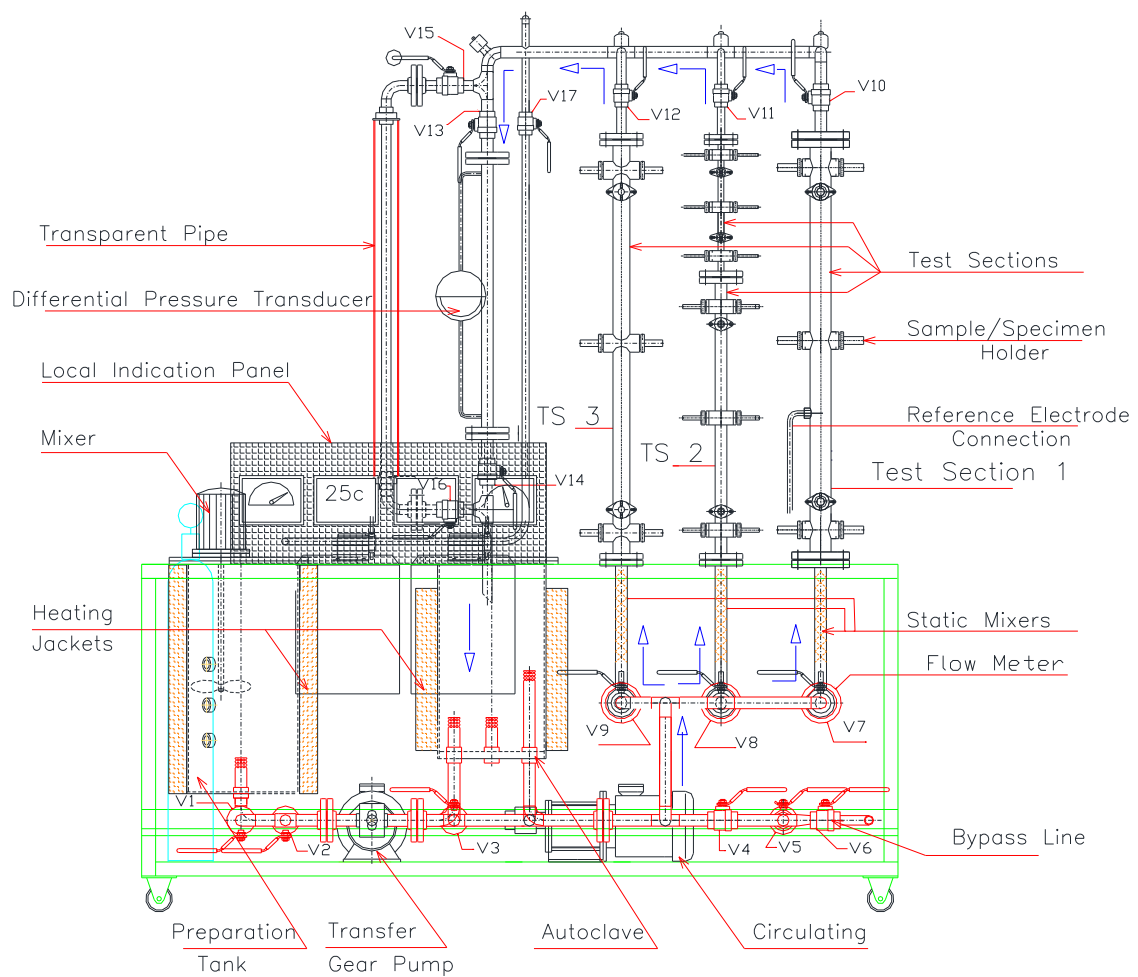 V15
V17
V13
V12
V11
V10
Transparent Pipe
Differential Pressure Transducer
Test Sections
Sample/Specimen
Holder
Local Indication Panel
Mixer
TS 3
TS 2
Reference Electrode
Connection
Test Section 1
25c
V16
V14
Heating
Jackets
Static Mixers
Flow Meter
V9
V8
V7
V1
V2
V3
V4
V5
V6
Bypass Line
Preparation
Tank
Transfer
Gear Pump
Autoclave
Circulating